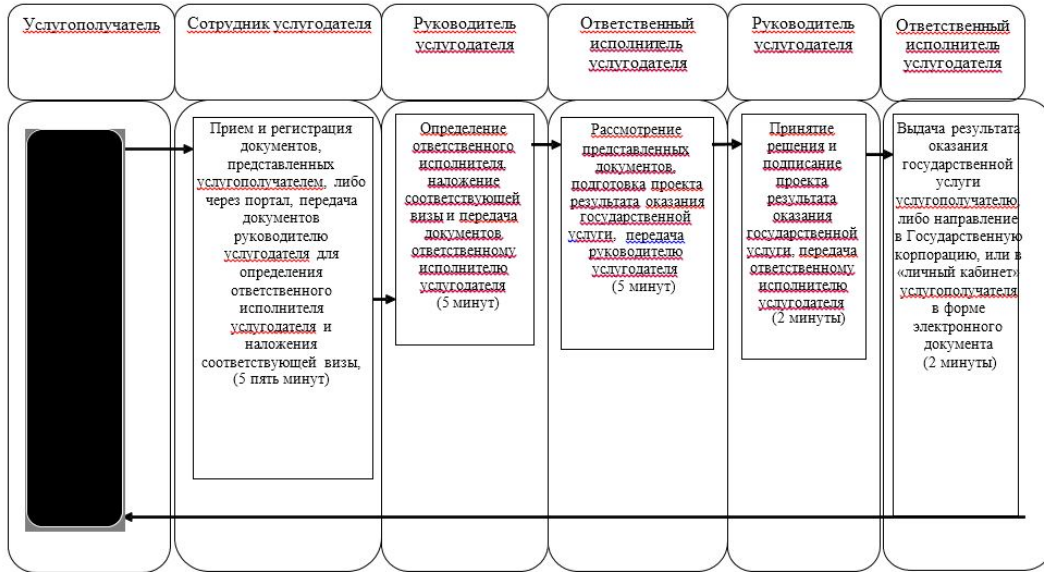 Услугополучатель
Сотрудник услугодателя
Руководитель
услугодателя
Ответственный
исполнитель
услугодателя
Руководитель
услугодателя
Ответственный
исполнитель
услугодателя
Прием и регистрация
документов,
представленных
услугополучателем, либо
через портал, передача
документов
руководителю
услугодателя для
определения
ответственного
исполнителя
услугодателя и
наложения
соответствующей визы,
(5 пять минут)
Определение
ответственного
исполнителя,
наложение
соответствующей
визы и передача
документов
ответственному
исполнителю
услугодателя
(5 минут)
Рассмотрение
представленных
документов,
подготовка проекта
результата оказания
государственной
услуги, передача
руководителю
услугодателя
(5 минут)
Принятие
решения и
подписание
проекта
результата
оказания
государственной
услуги, передача
ответственному
исполнителю
услугодателя
(2 минуты)
Выдача результата
оказания
государственной
услуги
услугополучателю,
либо направление
в Государственную
корпорацию, или в
«личный кабинет»
услугополучателя
в форме
электронного
документа
(2 минуты)